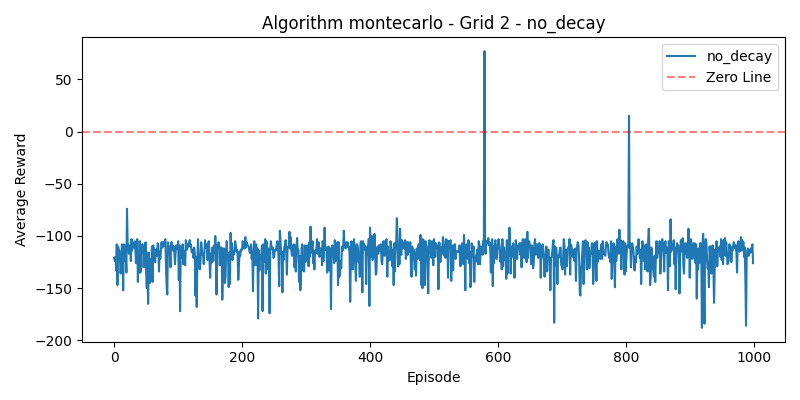 Algorithm montecarlo - Grid 2 - no_decay
no_decay
Zero Line
Average Reward
50
0
−50
−100
−150
−200
0
200
400
600
800
1000
Episode